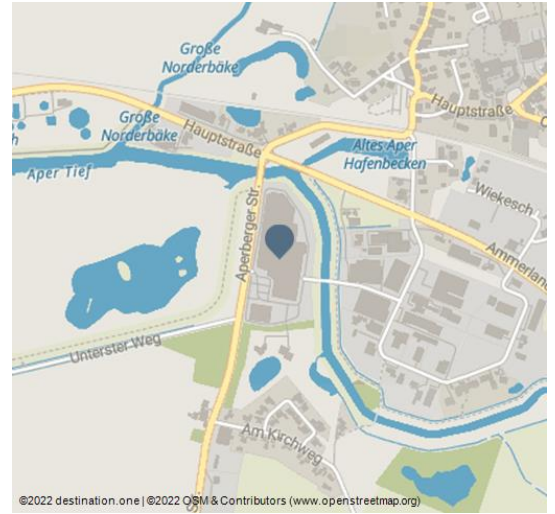 Große
Norderbäke
Große
Norderbäke
Hauptstraße
Hauptstraße
Altes Aper
Hafenbecken
Aper Tief
Aperberger Str.
Wiekesch
Ammerland
Unterster Weg
Am Kirchweg
©2022 destination.one | ©2022 OSM & Contributors (www.openstreetmap.org)